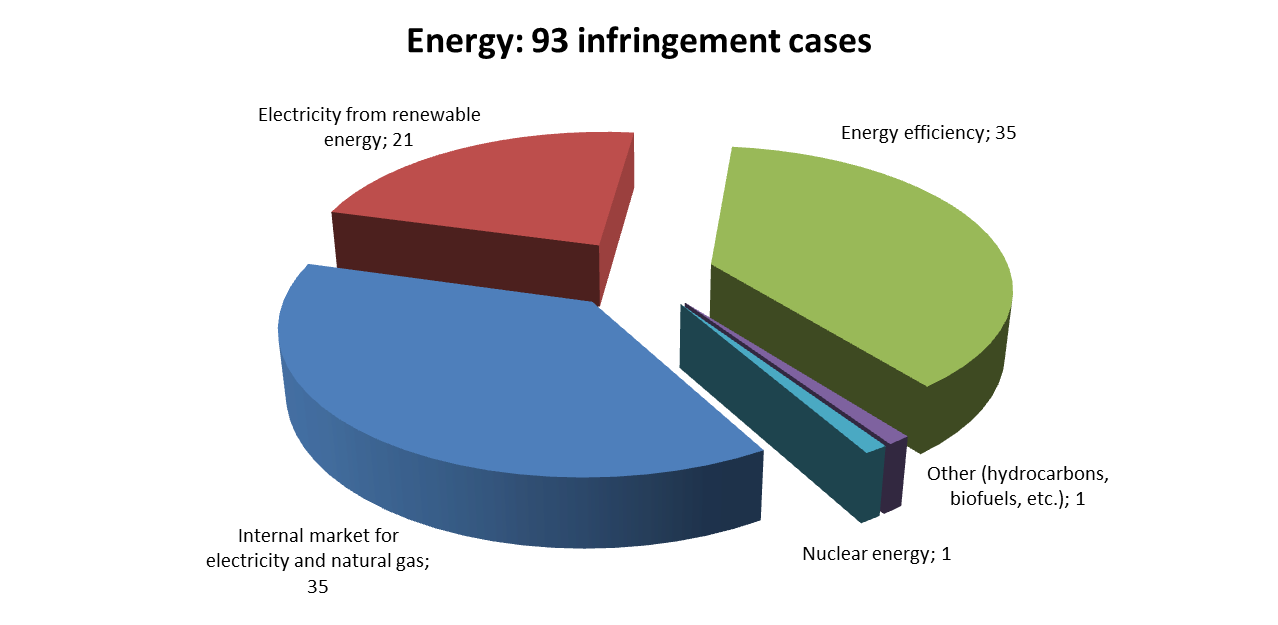 Energy: 93 infringement cases
Electricity from renewable
energy; 21
Energy efficiency; 35
Other (hydrocarbons,
biofuels, etc.); 1
Nuclear energy; 1
Internal market for
electricity and natural gas;
35